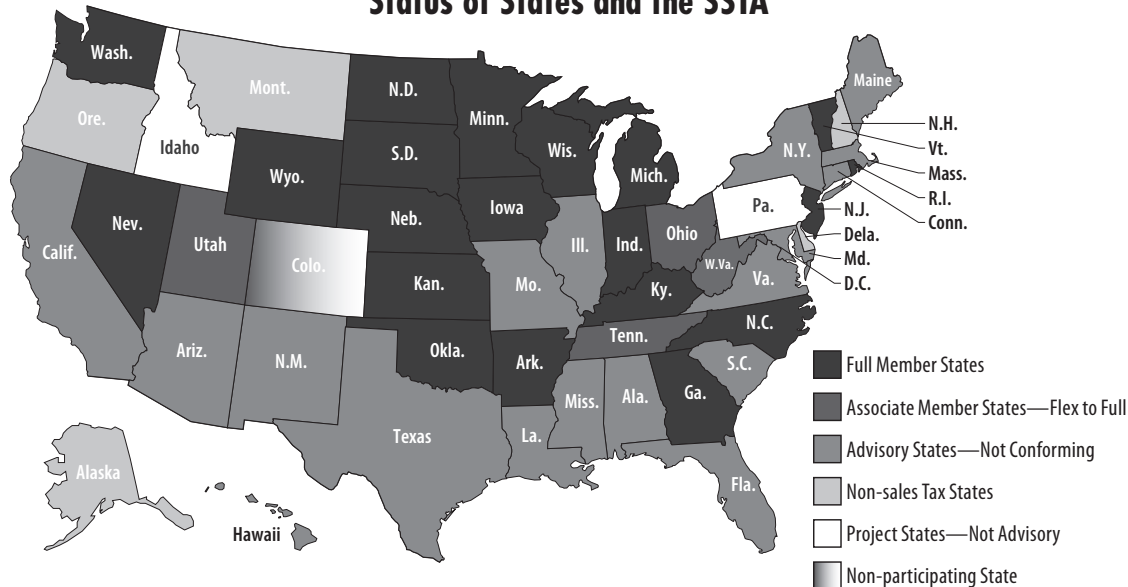 Status of States and the SSTA
Wash.
Ore.
Idaho
Mont.
N.D.
Minn.
S.D.
Wyo.
Wis.
Mich.
Iowa
Neb.
Nev.
Utah
Colo.
Calif.
Kan.
Mo.
Ill.
Ind.
Ohio
W.Va.
Pa.
N.Y.
Maine
N.H.
Vt.
Mass.
R.I.
Conn.
N.J.
Dela.
Md.
D.C.
Va.
Ky.
N.C.
Tenn.
S.C.
Ariz.
N.M.
Okla.
Ark.
Texas
La.
Miss.
Ala.
Ga.
Fla.
Alaska
Hawaii
Full Member States
Associate Member States—Flex to Full
Advisory States—Not Conforming
Non-sales Tax States
Project States—Not Advisory
Non-participating State